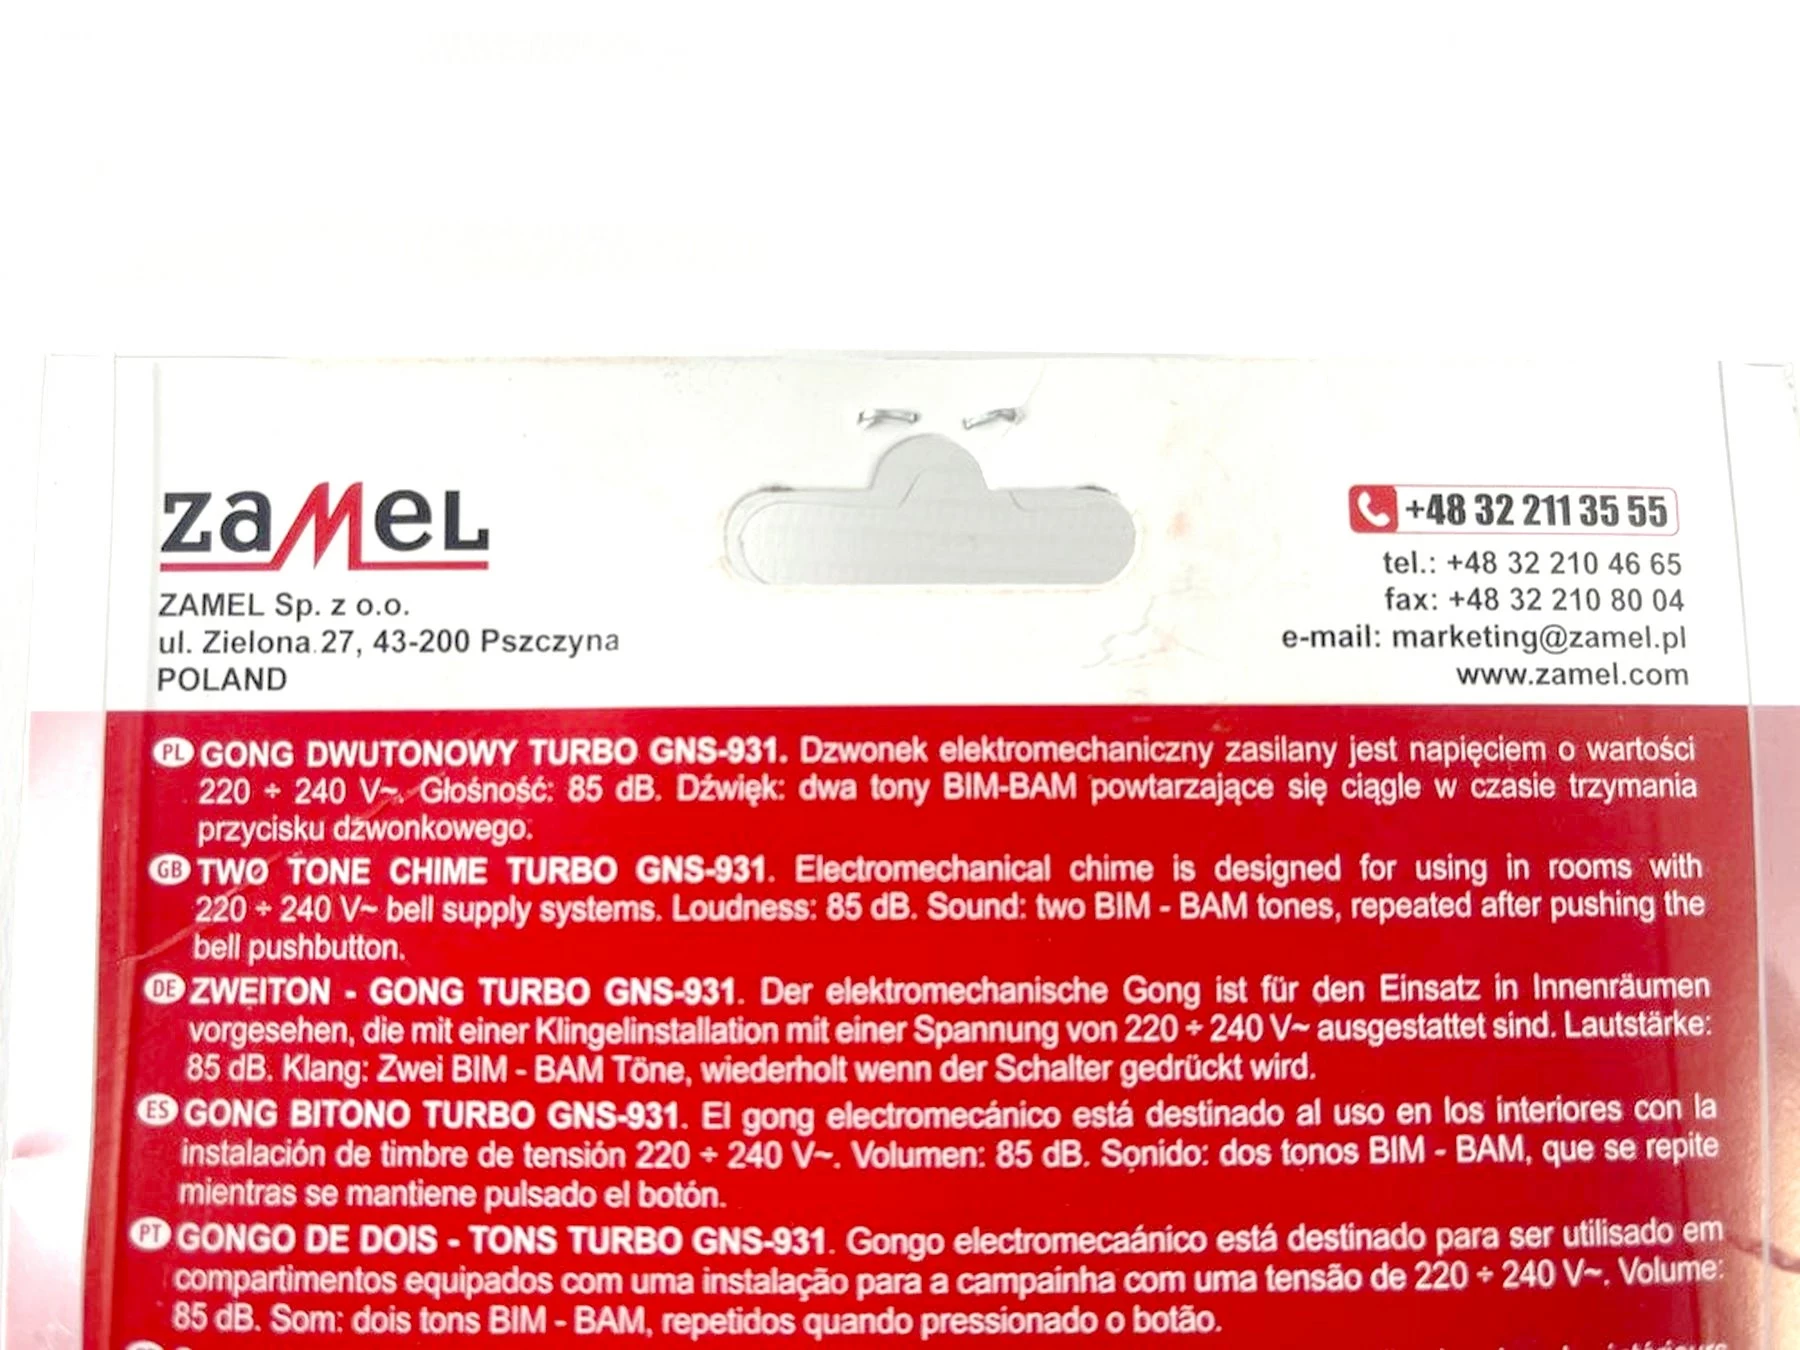 zaMeL
ZAMEL Sp. z o.o.
ul. Zielona 27, 43-200 Pszczyna
POLAND
+48 32 211 35 55
tel.: +48 32 210 46 65
fax: +48 32 210 80 04
e-mail: marketing@zamel.pl
www.zamel.com
PL GONG DWUTONOWY TURBO GNS-931. Dzwonek elektromechaniczny zasilany jest napięciem o wartości
220 ÷ 240 V~. Głośność: 85 dB. Dźwięk: dwa tony BIM-BAM powtarzające się ciągle w czasie trzymania
przycisku dzwonkowego.
GB TWO TONE CHIME TURBO GNS-931. Electromechanical chime is designed for using in rooms with
220 ÷ 240 V~ bell supply systems. Loudness: 85 dB. Sound: two BIM - BAM tones, repeated after pushing the
bell pushbutton.
DE ZWEITON - GONG TURBO GNS-931. Der elektromechanische Gong ist für den Einsatz in Innenräumen
vorgesehen, die mit einer Klingelinstallation mit einer Spannung von 220 ÷ 240 V~ ausgestattet sind. Lautstärke:
85 dB. Klang: Zwei BIM - BAM Töne, wiederholt wenn der Schalter gedrückt wird.
ES GONG BITONO TURBO GNS-931. El gong electromecánico está destinado al uso en los interiores con la
instalación de timbre de tensión 220 ÷ 240 V~. Volumen: 85 dB. Sonido: dos tonos BIM - BAM, que se repite
mientras se mantiene pulsado el botón.
PT GONGO DE DOIS - TONS TURBO GNS-931. Gongo electromecaánico está destinado para ser utilisado em
compartimentos equipados com uma instalação para a campainha com uma tensão de 220 ÷ 240 V~. Volume:
85 dB. Som: dois tons BIM - BAM, repetidos quando pressionado o botão.